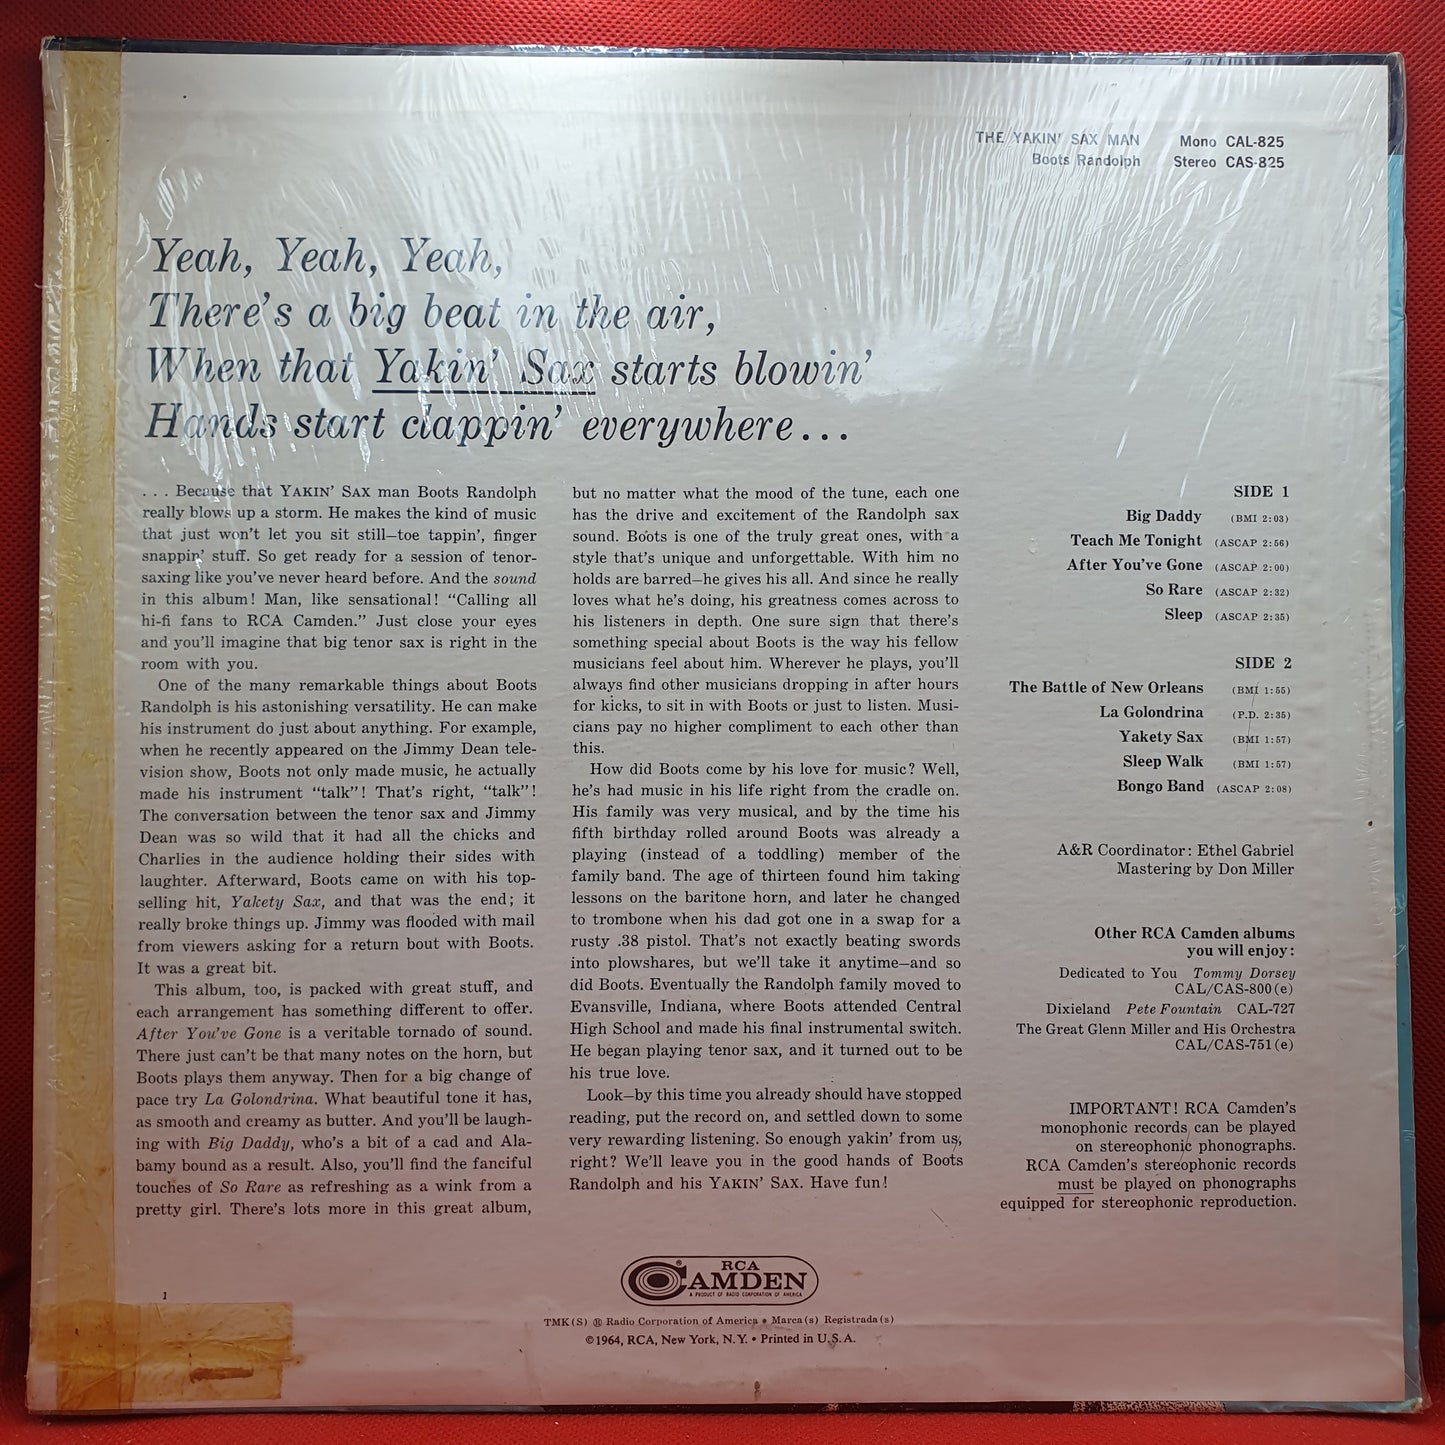 THE YAKIN' SAX MAN Mono CAL-825
Boots Randolph Stereo CAS-825
Yeah, Yeah, Yeah,
There's a big beat in the air,
When that Yakin' Sax starts blowin'
Hands start clappin' everywhere...
. . . Because that YAKIN' SAX man Boots Randolph
really blows up a storm. He makes the kind of music
that just won't let you sit still—toe tappin', finger
snappin' stuff. So get ready for a session of tenor-
saxing like you've never heard before. And the sound
in this album! Man, like sensational! "Calling all
hi-fi fans to RCA Camden." Just close your eyes
and you'll imagine that big tenor sax is right in the
room with you.
One of the many remarkable things about Boots
Randolph is his astonishing versatility. He can make
his instrument do just about anything. For example,
when he recently appeared on the Jimmy Dean tele-
vision show, Boots not only made music, he actually
made his instrument "talk"! That's right, "talk"!
The conversation between the tenor sax and Jimmy
Dean was so wild that it had all the chicks and
Charlies in the audience holding their sides with
laughter. Afterward, Boots came on with his top-
selling hit, Yakety Sax, and that was the end; it
really broke things up. Jimmy was flooded with mail
from viewers asking for a return bout with Boots.
It was a great bit.
This album, too, is packed with great stuff, and
each arrangement has something different to offer.
After You've Gone is a veritable tornado of sound.
There just can't be that many notes on the horn, but
Boots plays them anyway. Then for a big change of
pace try La Golondrina. What beautiful tone it has,
as smooth and creamy as butter. And you'll be laugh-
ing with Big Daddy, who's a bit of a cad and Ala-
bamy bound as a result. Also, you'll find the fanciful
touches of So Rare as refreshing as a wink from a
pretty girl. There's lots more in this great album,
but no matter what the mood of the tune, each one
has the drive and excitement of the Randolph sax
sound. Boots is one of the truly great ones, with a
style that's unique and unforgettable. With him no
holds are barred—he gives his all. And since he really
loves what he's doing, his greatness comes across to
his listeners in depth. One sure sign that there's
something special about Boots is the way his fellow
musicians feel about him. Wherever he plays, you'll
always find other musicians dropping in after hours
for kicks, to sit in with Boots or just to listen. Musi-
cians pay no higher compliment to each other than
this.
How did Boots come by his love for music? Well,
he's had music in his life right from the cradle on.
His family was very musical, and by the time his
fifth birthday rolled around Boots was already a
playing (instead of a toddling) member of the
family band. The age of thirteen found him taking
lessons on the baritone horn, and later he changed
to trombone when his dad got one in a swap for a
rusty .38 pistol. That's not exactly beating swords
into plowshares, but we'll take it anytime—and so
did Boots. Eventually the Randolph family moved to
Evansville, Indiana, where Boots attended Central
High School and made his final instrumental switch.
He began playing tenor sax, and it turned out to be
his true love.
Look—by this time you already should have stopped
reading, put the record on, and settled down to some
very rewarding listening. So enough yakin' from us,
right? We'll leave you in the good hands of Boots
Randolph and his YAKIN' SAX. Have fun!
SIDE 1
Big Daddy (BMI 2:03)
Teach Me Tonight (ASCAP 2:56)
After You've Gone (ASCAP 2:00)
So Rare (ASCAP 2:32)
Sleep (ASCAP 2:35)
SIDE 2
The Battle of New Orleans (BMI 1:55)
La Golondrina (P.D. 2:35)
Yakety Sax (BMI 1:57)
Sleep Walk (BMI 1:57)
Bongo Band (ASCAP 2:08)
A&R Coordinator: Ethel Gabriel
Mastering by Don Miller
Other RCA Camden albums
you will enjoy:
Dedicated to You Tommy Dorsey
CAL/CAS-800(e)
Dixieland Pete Fountain CAL-727
The Great Glenn Miller and His Orchestra
CAL/CAS-751(e)
IMPORTANT! RCA Camden's
monophonic records can be played
on stereophonic phonographs.
RCA Camden's stereophonic records
must be played on phonographs
equipped for stereophonic reproduction.
RCA
CAMDEN ®
A PRODUCT OF RADIO CORPORATION OF AMERICA
1
TMK(S) ® Radio Corporation of America • Marca(s) Registrada(s)
©1964, RCA, New York, N.Y. • Printed in U.S.A.